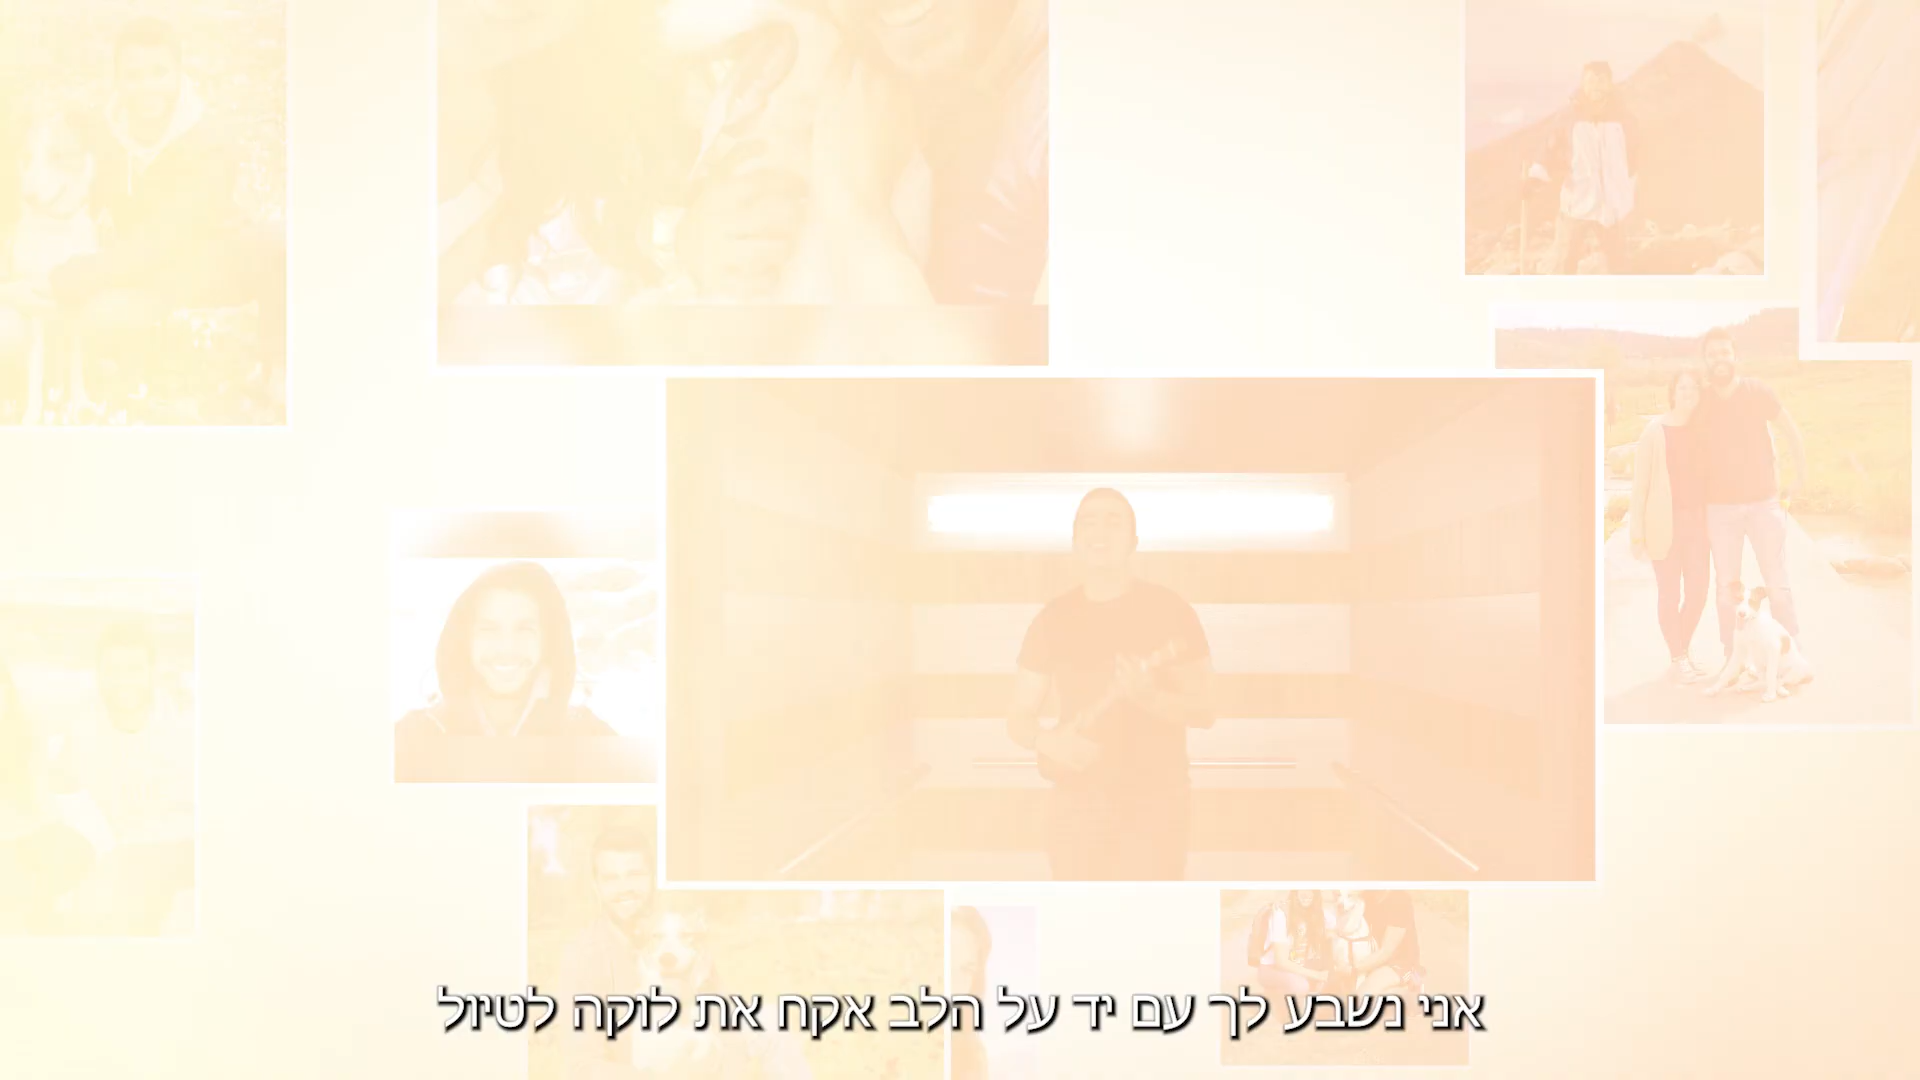 אני נשבע לך עם יד על הלב אקח את לוקה לטיול